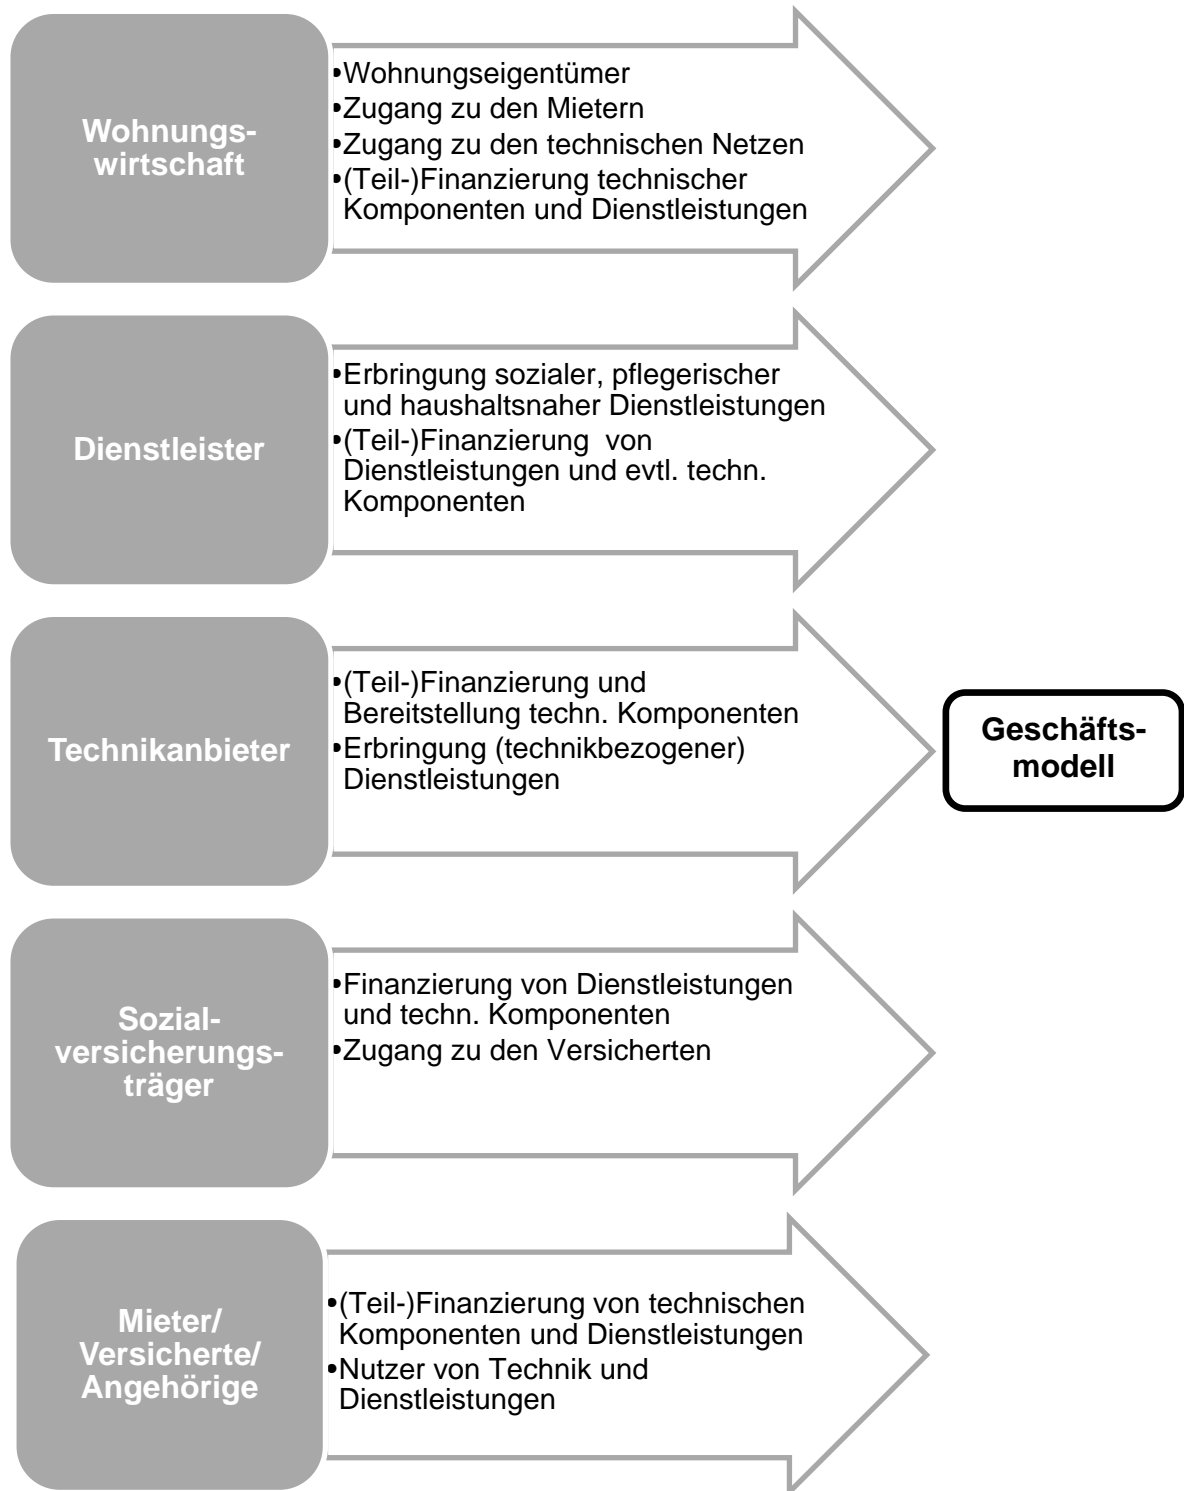 Wohnungs-
wirtschaft
•Wohnungseigentümer
•Zugang zu den Mietern
•Zugang zu den technischen Netzen
•(Teil-)Finanzierung technischer
Komponenten und Dienstleistungen
Dienstleister
•Erbringung sozialer, pflegerischer
und haushaltsnaher Dienstleistungen
•(Teil-)Finanzierung von
Dienstleistungen und evtl. techn.
Komponenten
Technikanbieter
•(Teil-)Finanzierung und
Bereitstellung techn. Komponenten
•Erbringung (technikbezogener)
Dienstleistungen
Geschäfts-
modell
Sozial-
versicherungs-
träger
•Finanzierung von Dienstleistungen
und techn. Komponenten
•Zugang zu den Versicherten
Mieter/
Versicherte/
Angehörige
•(Teil-)Finanzierung von technischen
Komponenten und Dienstleistungen
•Nutzer von Technik und
Dienstleistungen